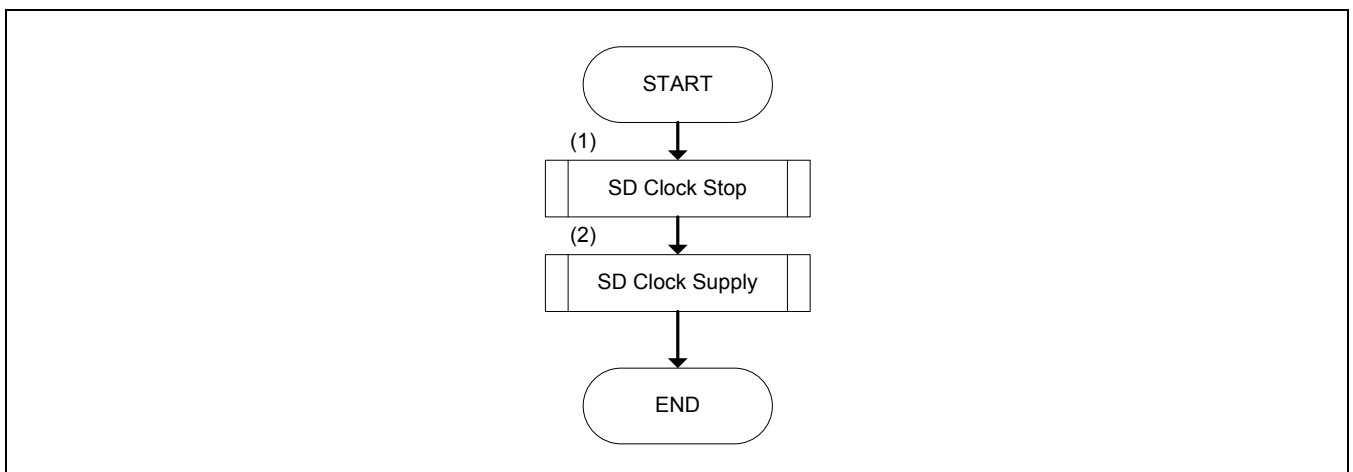 START
(1)
SD Clock Stop
(2)
SD Clock Supply
END